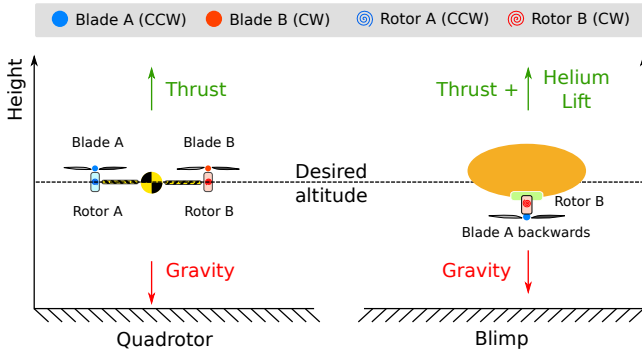 Blade A (CCW) Blade B (CW) Rotor A (CCW) Rotor B (CW)
Height
Thrust
Thrust + Helium
Lift
Blade A Blade B
Desired
altitude
Rotor A Rotor B
Rotor B
Blade A backwards
Gravity
Gravity
Quadrotor
Blimp